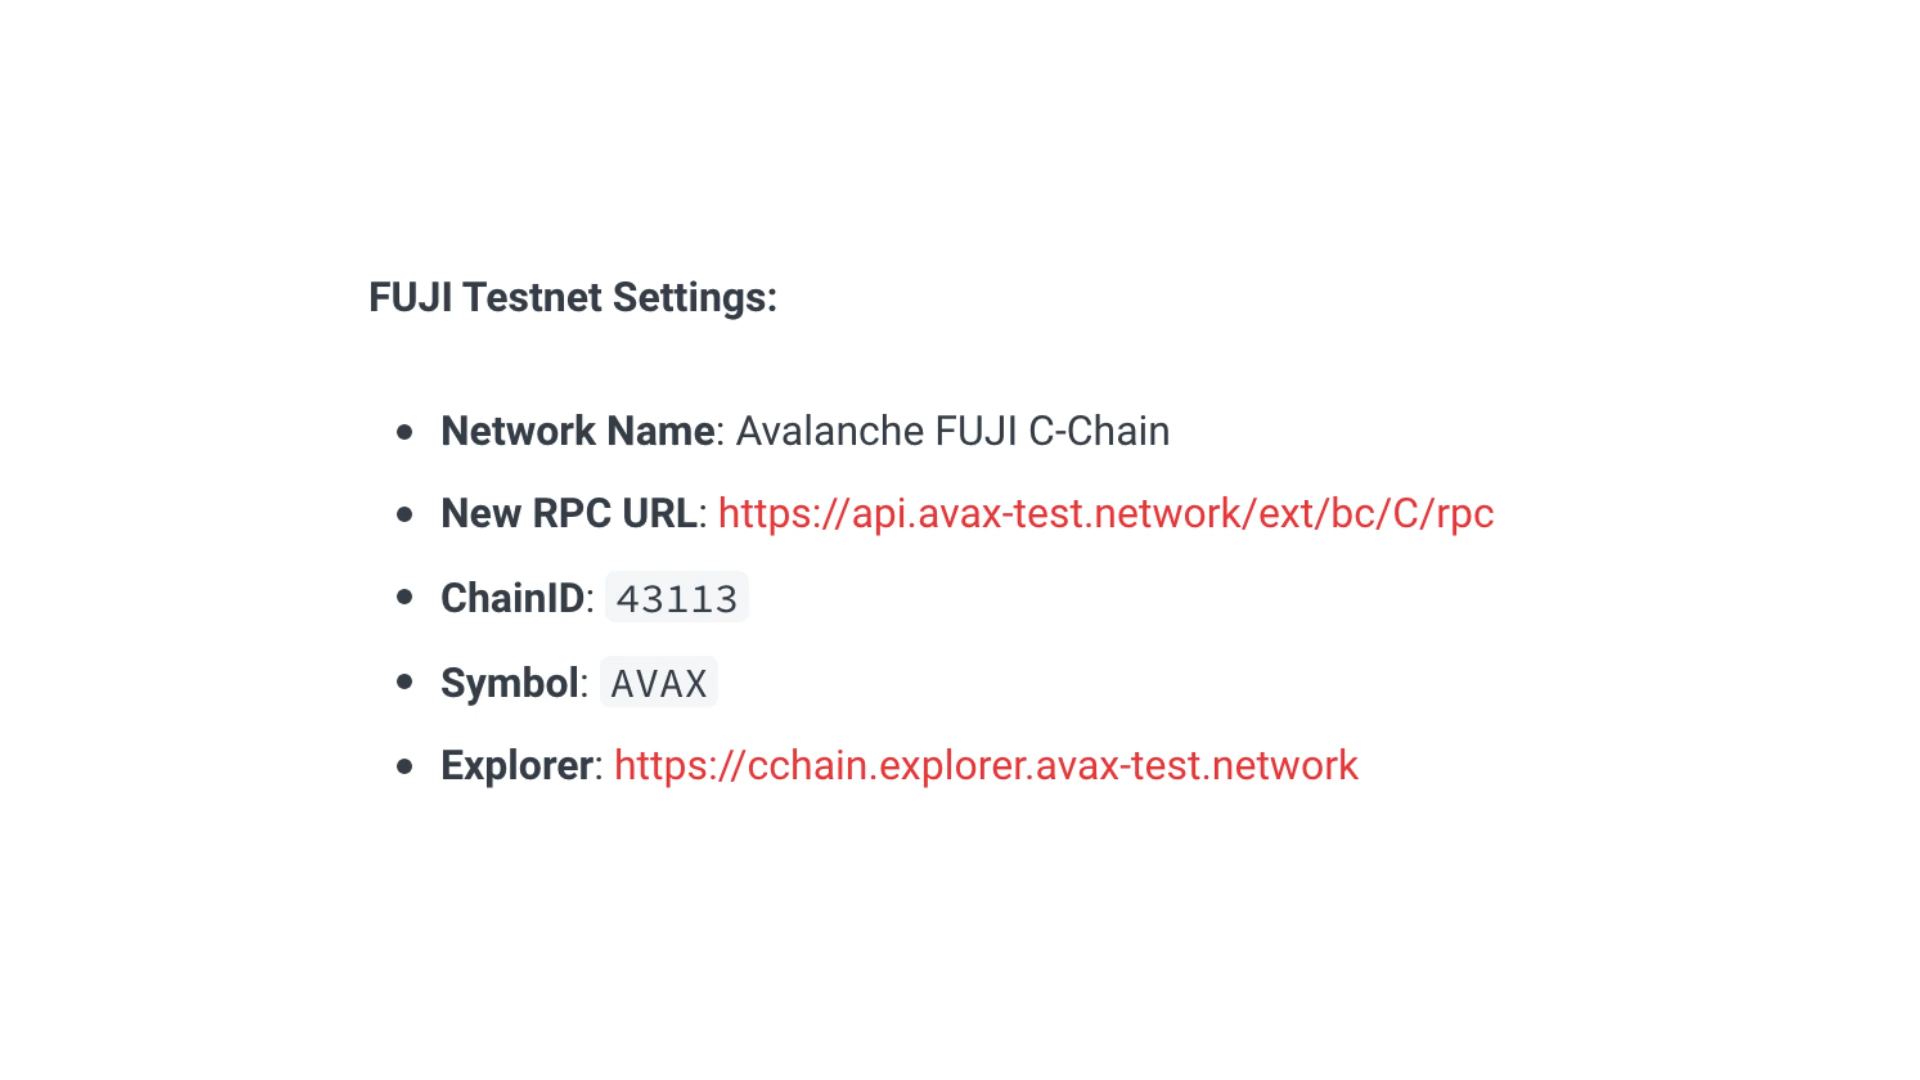 FUJI Testnet Settings:
Network Name: Avalanche FUJI C-Chain
New RPC URL: https://api.avax-test.network/ext/bc/C/rpc
ChainID: 43113
Symbol: AVAX
Explorer: https://cchain.explorer.avax-test.network